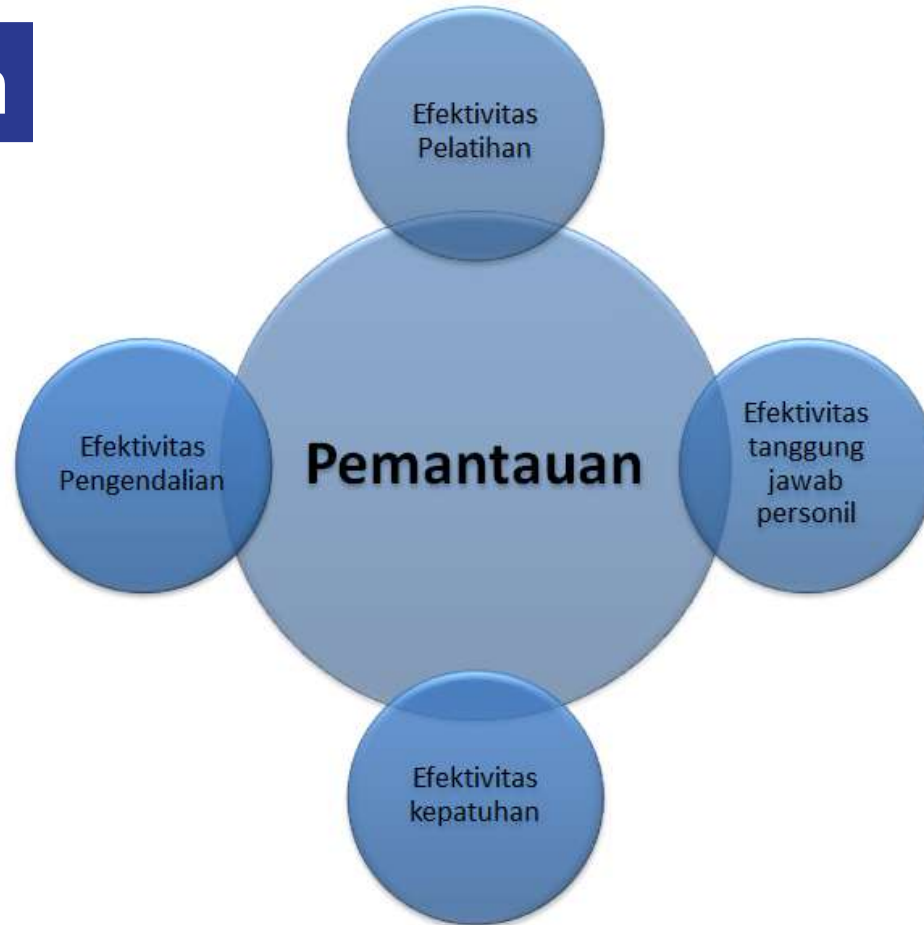 Efektivitas
Pelatihan
Efektivitas
Pengendalian
Pemantauan
Efektivitas
tanggung
jawab
personil
Efektivitas
kepatuhan